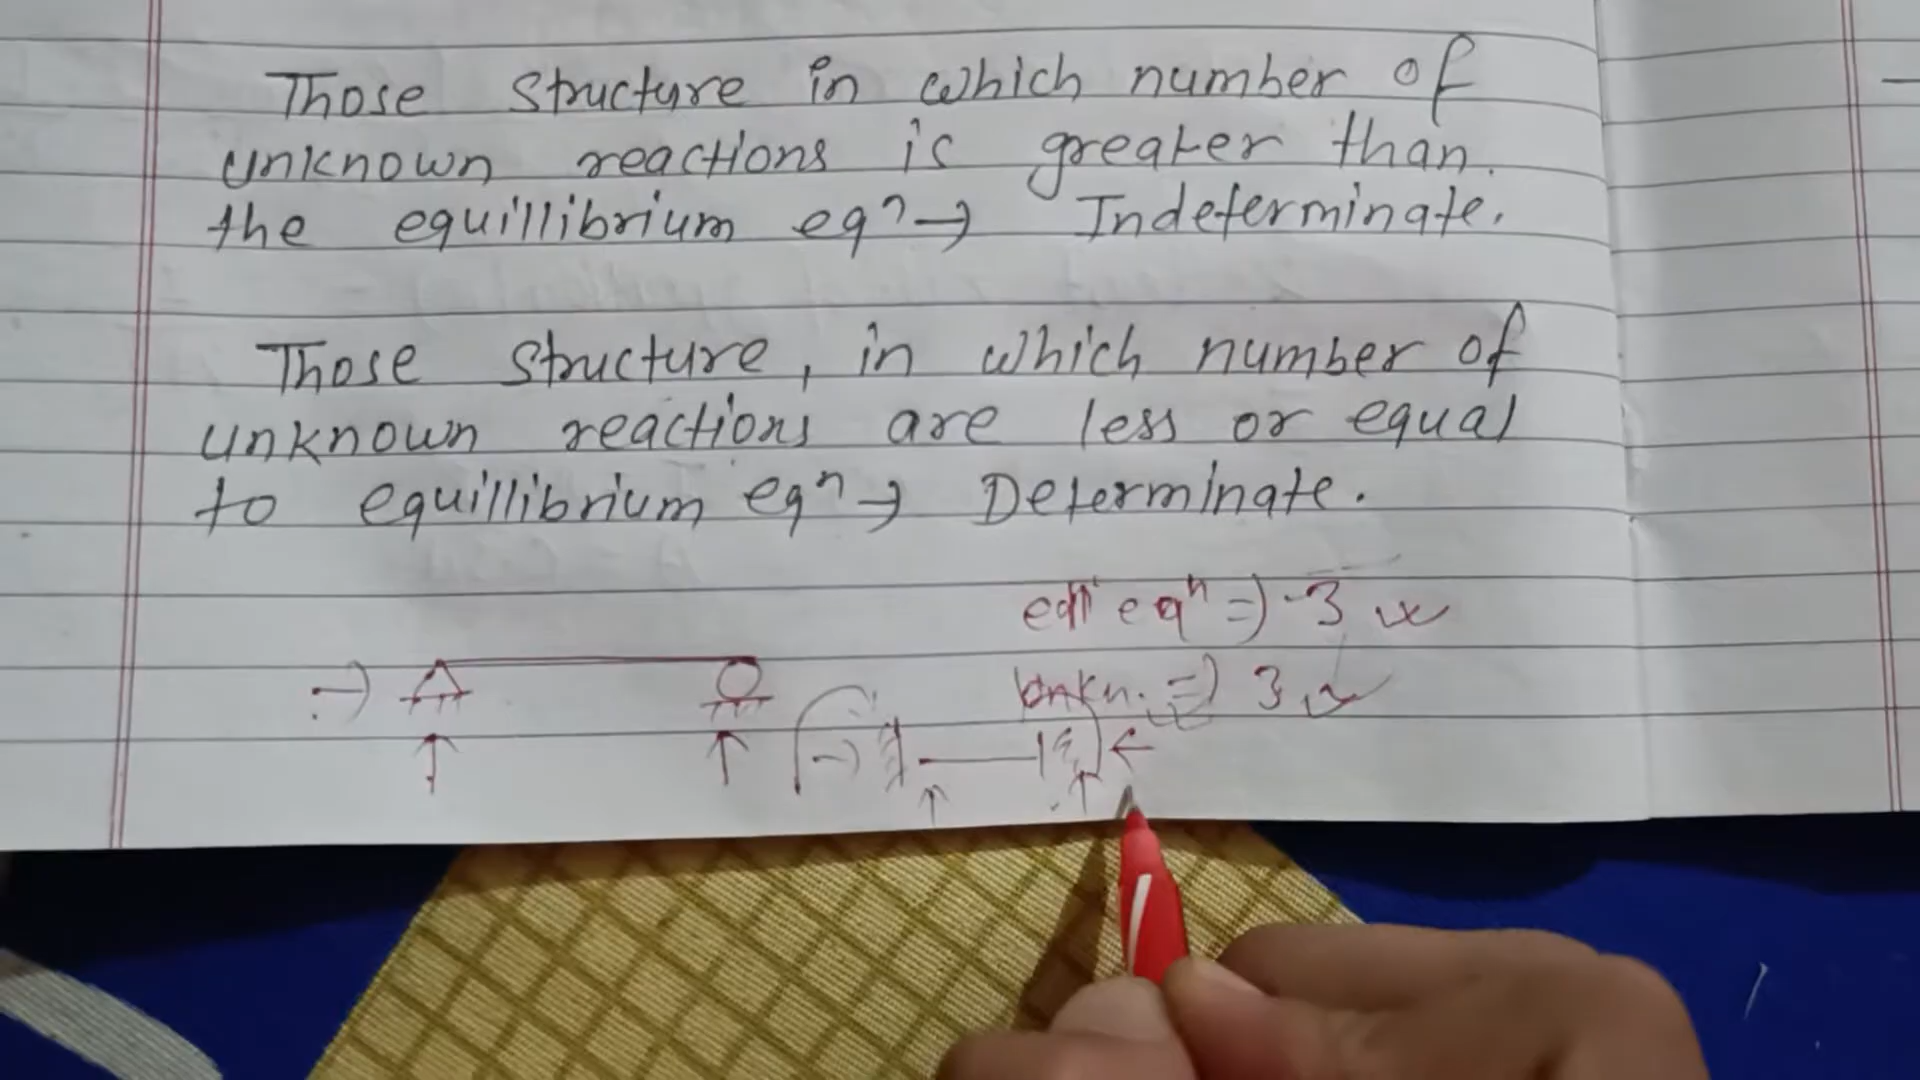 Those structure in which number of
unknown reactions is greater than.
the equillibrium eqn → Indeterminate.
Those structure, in which number of
unknown reactions are less or equal
to equillibrium eqn → Determinate.
eqn => 3
unkn. => 3